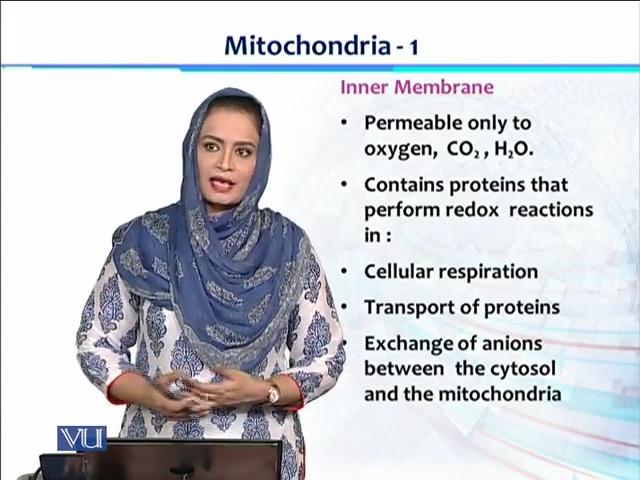 Mitochondria - 1
Inner Membrane
• Permeable only to
oxygen, CO₂ , H₂O.
• Contains proteins that
perform redox reactions
in :
• Cellular respiration
• Transport of proteins
• Exchange of anions
between the cytosol
and the mitochondria
VU